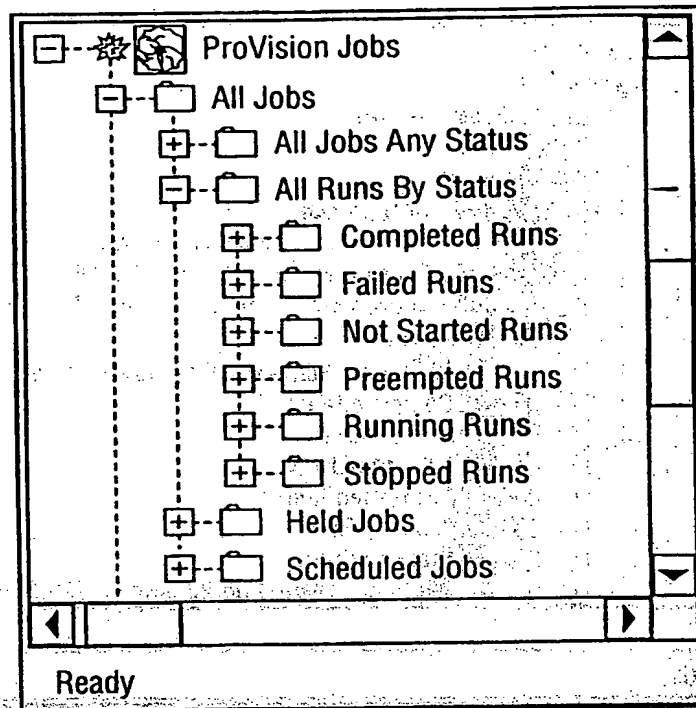 ProVision Jobs
All Jobs
All Jobs Any Status
All Runs By Status
Completed Runs
Failed Runs
Not Started Runs
Preempted Runs
Running Runs
Stopped Runs
Held Jobs
Scheduled Jobs
Ready